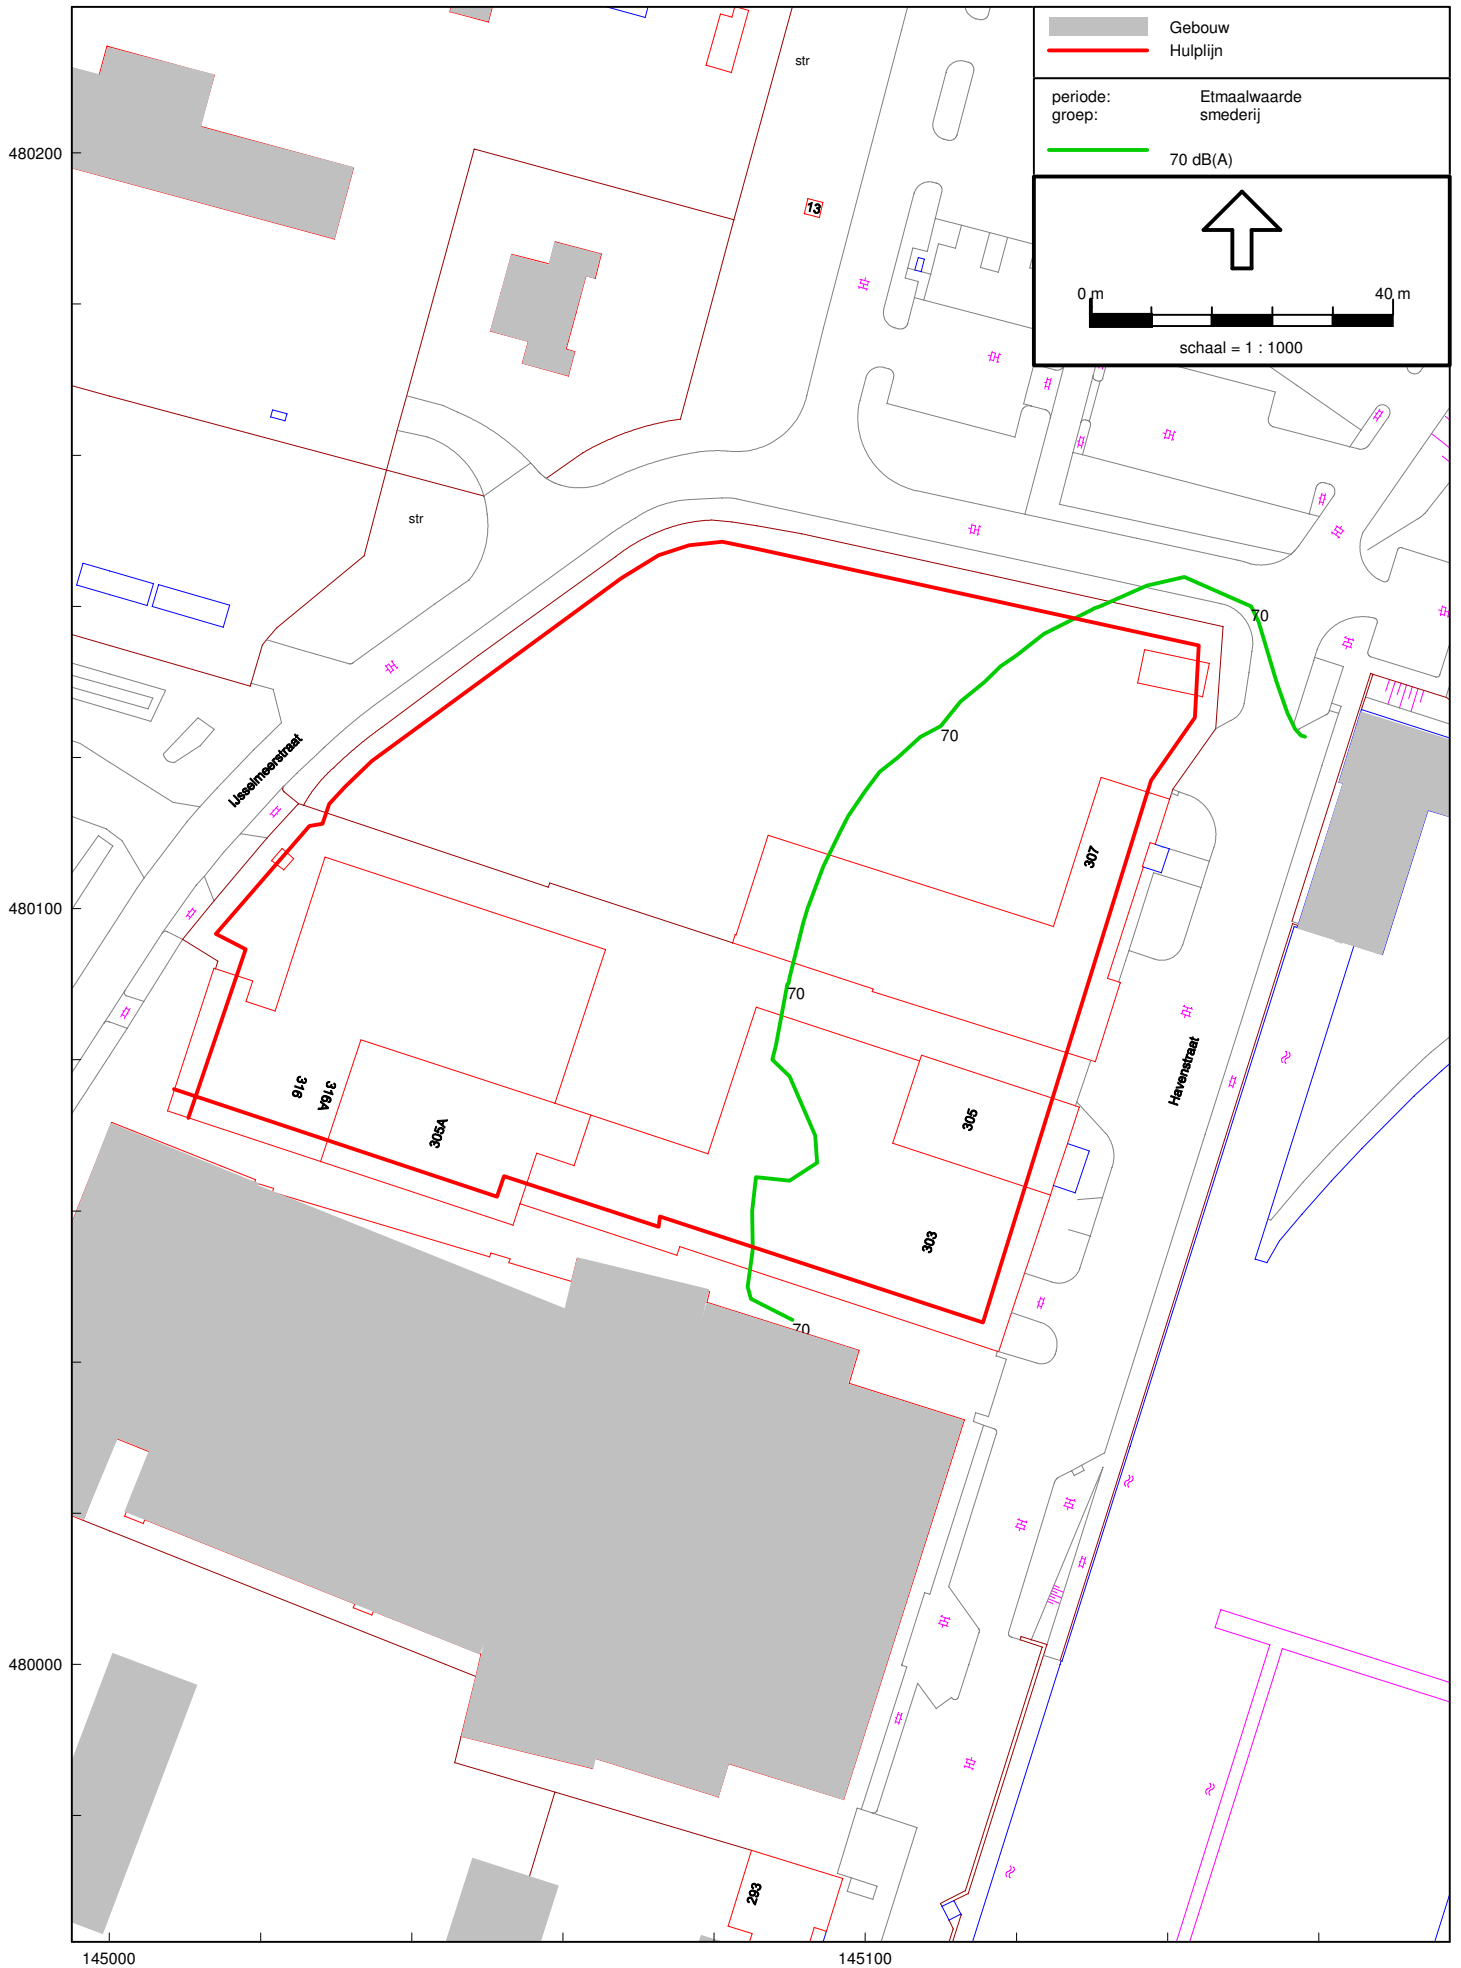 Gebouw
Hulplijn
periode: Etmaalwaarde
groep: smederij
70 dB(A)
0 m 40 m
schaal = 1 : 1000
str
480200
13
str
70
70
IJsselmeerstraat
307
480100
70
Havenstraat
316
316A
305A
305
303
70
480000
293
145000
145100